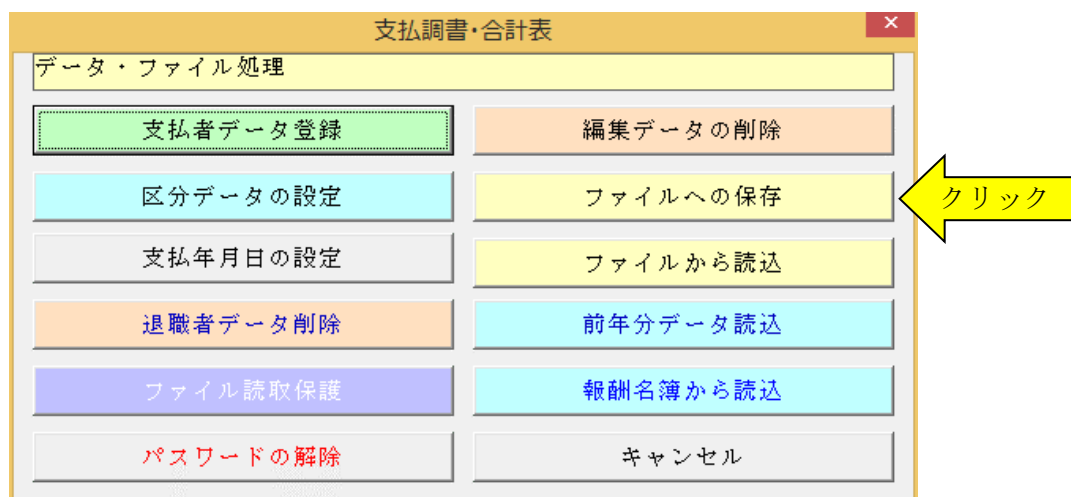 支払調書・合計表
×
データ・ファイル処理
支払者データ登録
編集データの削除
区分データの設定
ファイルへの保存
クリック
支払年月日の設定
ファイルから読込
退職者データ削除
前年分データ読込
ファイル読取保護
報酬名簿から読込
パスワードの解除
キャンセル